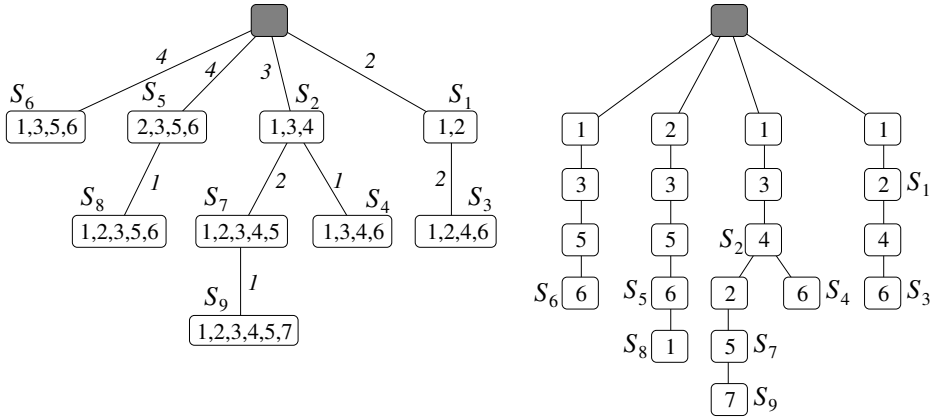 4 4 3 2
S6 S5 S2 S1
1,3,5,6 2,3,5,6 1,3,4 1,2
1 2 1 2
S8 S7 S4 S3
1,2,3,5,6 1,2,3,4,5 1,3,4,6 1,2,4,6
1
S9
1,2,3,4,5,7
1 2 1 1
3 3 3 2 S1
5 5 S2 4 4
S6 6 S5 6 2 6 S4 6 S3
S8 1 5 S7
7 S9